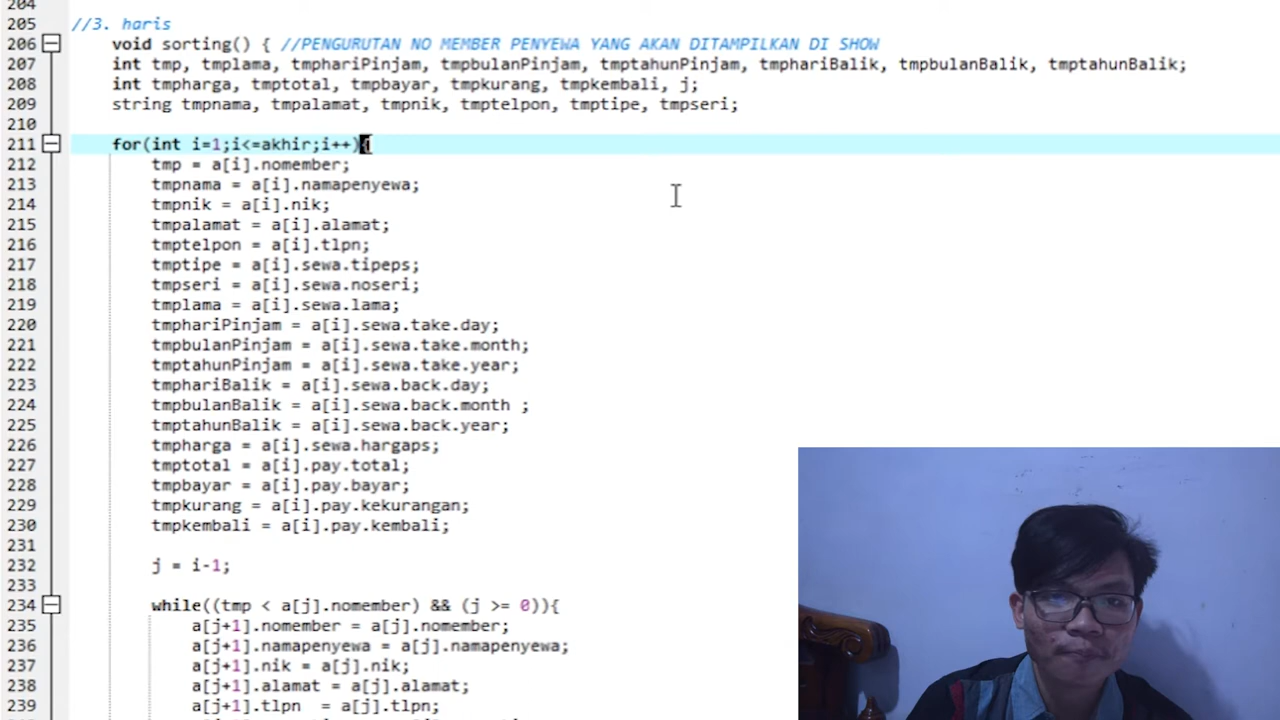 204
205 //3. haris
206 void sorting() { //PENGURUTAN NO MEMBER PENYEWA YANG AKAN DITAMPILKAN DI SHOW
207 int tmp, tmplama, tmphariPinjam, tmpbulanPinjam, tmptahunPinjam, tmphariBalik, tmpbulanBalik, tmptahunBalik;
208 int tmpharga, tmptotal, tmpbayar, tmpkurang, tmpkembali, j;
209 string tmpnama, tmpalamat, tmpnik, tmptelpon, tmptipe, tmpseri;
210
211 for(int i=1;i<=akhir;i++){
212 tmp = a[i].nomember;
213 tmpnama = a[i].namapenyewa;
214 tmpnik = a[i].nik;
215 tmpalamat = a[i].alamat;
216 tmptelpon = a[i].tlpn;
217 tmptipe = a[i].sewa.tipeps;
218 tmpseri = a[i].sewa.noseri;
219 tmplama = a[i].sewa.lama;
220 tmphariPinjam = a[i].sewa.take.day;
221 tmpbulanPinjam = a[i].sewa.take.month;
222 tmptahunPinjam = a[i].sewa.take.year;
223 tmphariBalik = a[i].sewa.back.day;
224 tmpbulanBalik = a[i].sewa.back.month ;
225 tmptahunBalik = a[i].sewa.back.year;
226 tmpharga = a[i].sewa.hargaps;
227 tmptotal = a[i].pay.total;
228 tmpbayar = a[i].pay.bayar;
229 tmpkurang = a[i].pay.kekurangan;
230 tmpkembali = a[i].pay.kembali;
231
232 j = i-1;
233
234 while((tmp < a[j].nomember) && (j >= 0)){
235 a[j+1].nomember = a[j].nomember;
236 a[j+1].namapenyewa = a[j].namapenyewa;
237 a[j+1].nik = a[j].nik;
238 a[j+1].alamat = a[j].alamat;
239 a[j+1].tlpn = a[j].tlpn;